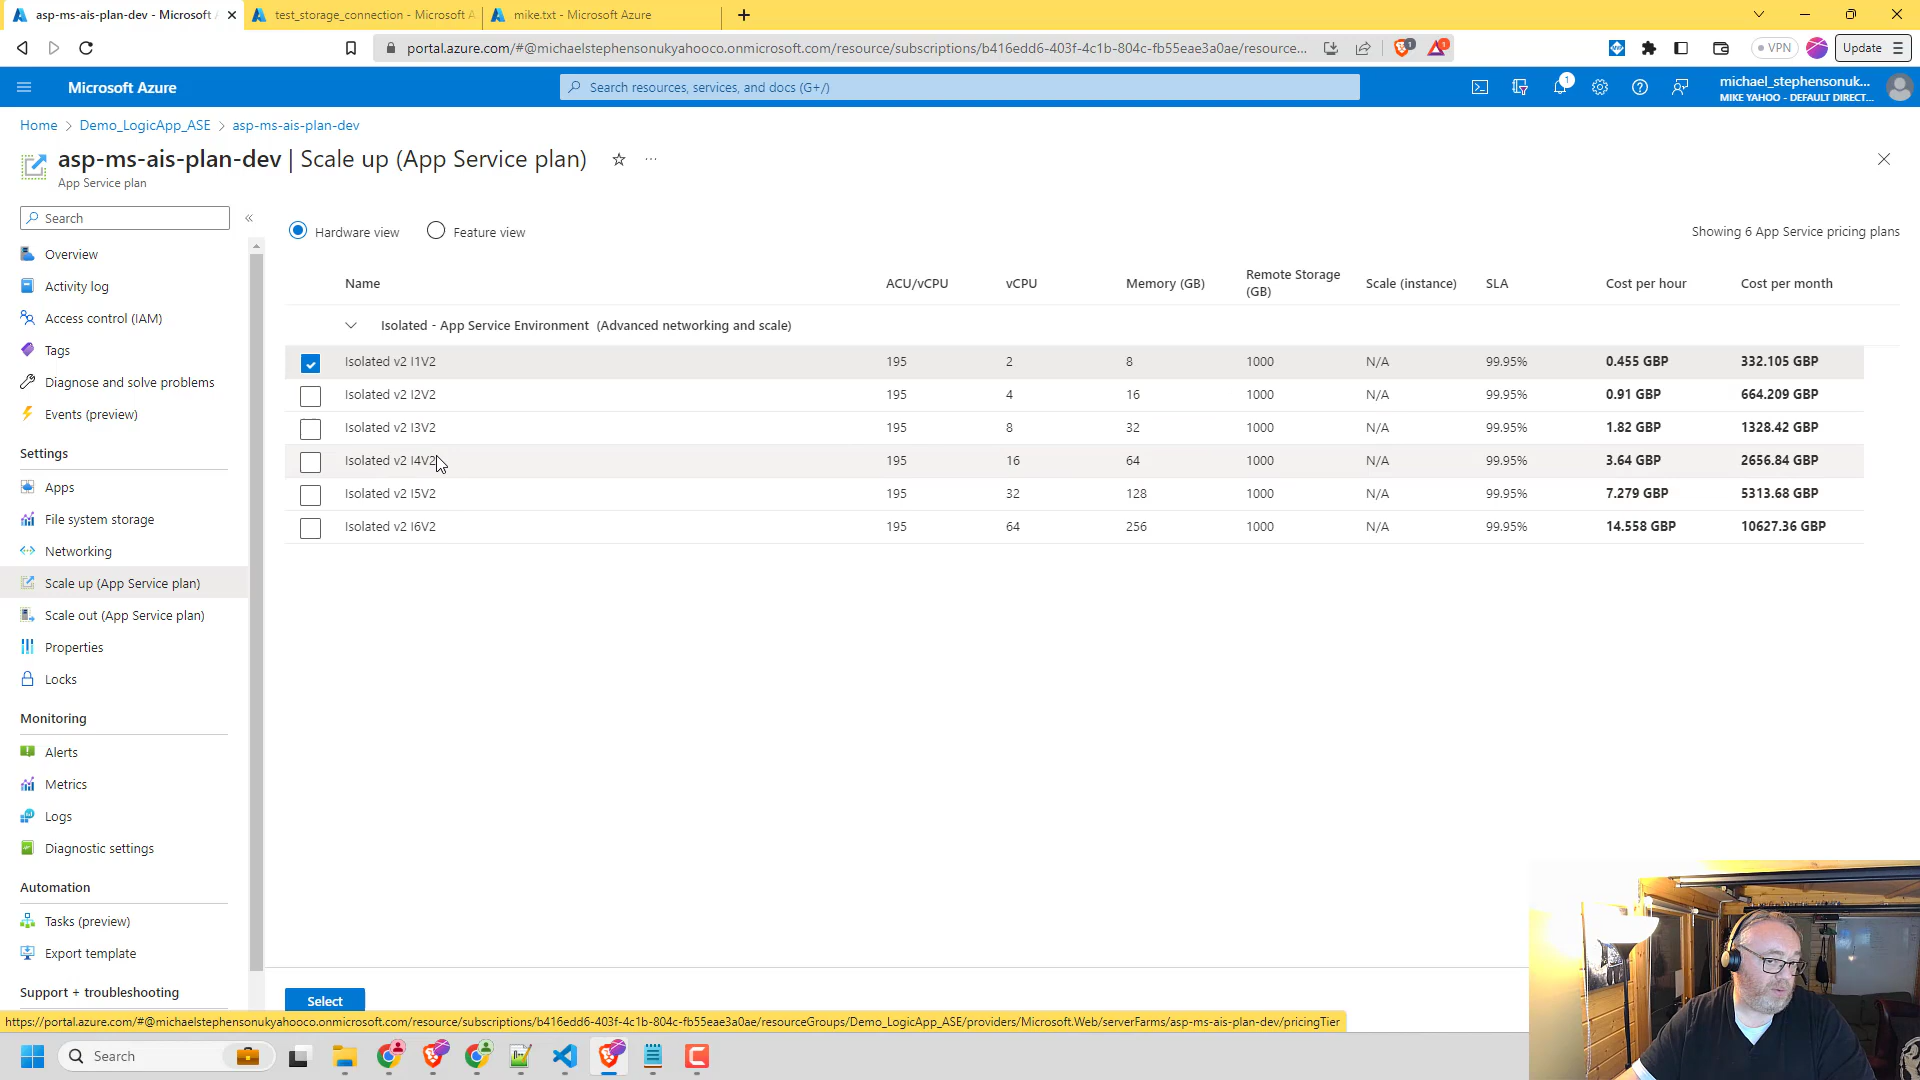 asp-ms-ais-plan-dev - Microsoft
test_storage_connection - Microsoft A
mike.txt - Microsoft Azure
portal.azure.com/#@michaelstephensonukyahooco.onmicrosoft.com/resource/subscriptions/b416edd6-403f-4c1b-804c-fb55eae3a0ae/resource...
1
1
VPN
Update
Microsoft Azure
Search resources, services, and docs (G+/)
1
michael_stephensonuk...
MIKE YAHOO - DEFAULT DIRECT...
Home > Demo_LogicApp_ASE > asp-ms-ais-plan-dev
asp-ms-ais-plan-dev | Scale up (App Service plan) ☆ ...
App Service plan
Search
«
Overview
Activity log
Access control (IAM)
Tags
Diagnose and solve problems
Events (preview)
Settings
Apps
File system storage
Networking
Scale up (App Service plan)
Scale out (App Service plan)
Properties
Locks
Monitoring
Alerts
Metrics
Logs
Diagnostic settings
Automation
Tasks (preview)
Export template
Support + troubleshooting
Hardware view
Feature view
Showing 6 App Service pricing plans
Name ACU/vCPU vCPU Memory (GB) Remote Storage (GB) Scale (instance) SLA Cost per hour Cost per month
Isolated - App Service Environment (Advanced networking and scale)
Isolated v2 I1V2 195 2 8 1000 N/A 99.95% 0.455 GBP 332.105 GBP
Isolated v2 I2V2 195 4 16 1000 N/A 99.95% 0.91 GBP 664.209 GBP
Isolated v2 I3V2 195 8 32 1000 N/A 99.95% 1.82 GBP 1328.42 GBP
Isolated v2 I4V2 195 16 64 1000 N/A 99.95% 3.64 GBP 2656.84 GBP
Isolated v2 I5V2 195 32 128 1000 N/A 99.95% 7.279 GBP 5313.68 GBP
Isolated v2 I6V2 195 64 256 1000 N/A 99.95% 14.558 GBP 10627.36 GBP
Select
https://portal.azure.com/#@michaelstephensonukyahooco.onmicrosoft.com/resource/subscriptions/b416edd6-403f-4c1b-804c-fb55eae3a0ae/resourceGroups/Demo_LogicApp_ASE/providers/Microsoft.Web/serverFarms/asp-ms-ais-plan-dev/pricingTier
Search